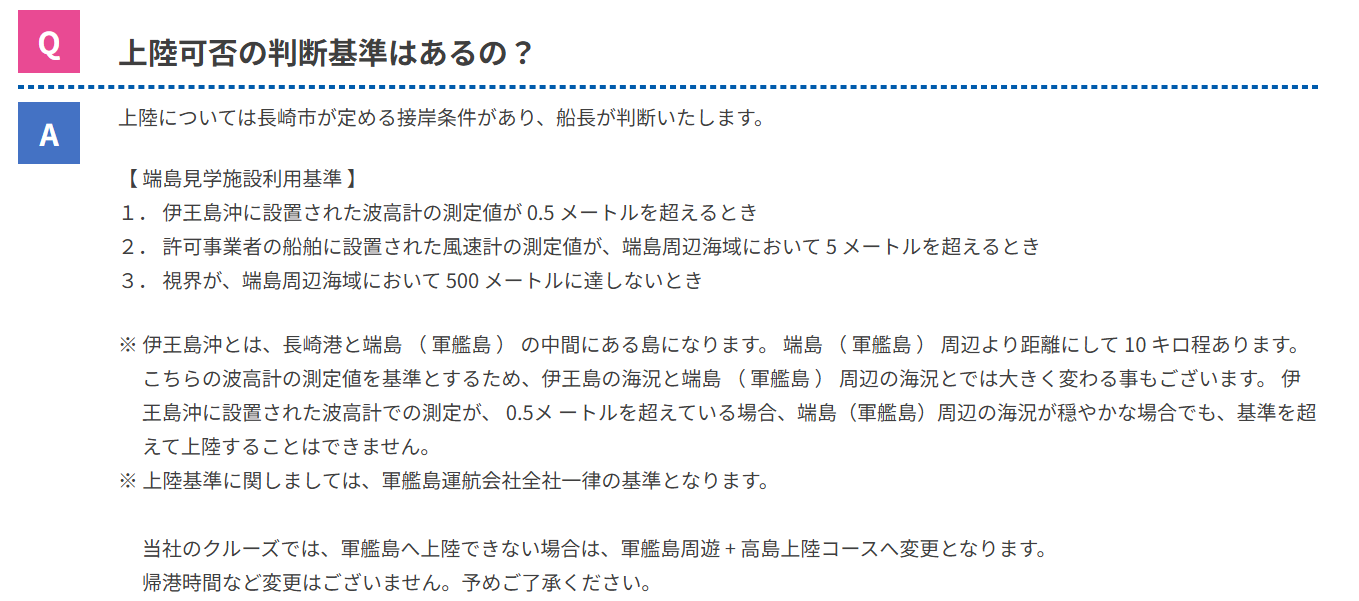 Q
上陸可否の判断基準はあるの？
A
上陸については長崎市が定める接岸条件があり、船長が判断いたします。
【 端島見学施設利用基準 】
１． 伊王島沖に設置された波高計の測定値が 0.5 メートルを超えるとき
２． 許可事業者の船舶に設置された風速計の測定値が、端島周辺海域において 5 メートルを超えるとき
３． 視界が、端島周辺海域において 500 メートルに達しないとき
※ 伊王島沖とは、長崎港と端島 （ 軍艦島 ） の中間にある島になります。 端島 （ 軍艦島 ） 周辺より距離にして 10 キロ程あります。
こちらの波高計の測定値を基準とするため、伊王島の海況と端島 （ 軍艦島 ） 周辺の海況とでは大きく変わる事もございます。 伊
王島沖に設置された波高計での測定が、 0.5メ ートルを超えている場合、端島（軍艦島）周辺の海況が穏やかな場合でも、基準を超
えて上陸することはできません。
※ 上陸基準に関しましては、軍艦島運航会社全社一律の基準となります。
当社のクルーズでは、軍艦島へ上陸できない場合は、軍艦島周遊 + 高島上陸コースへ変更となります。
帰港時間など変更はございません。予めご了承ください。